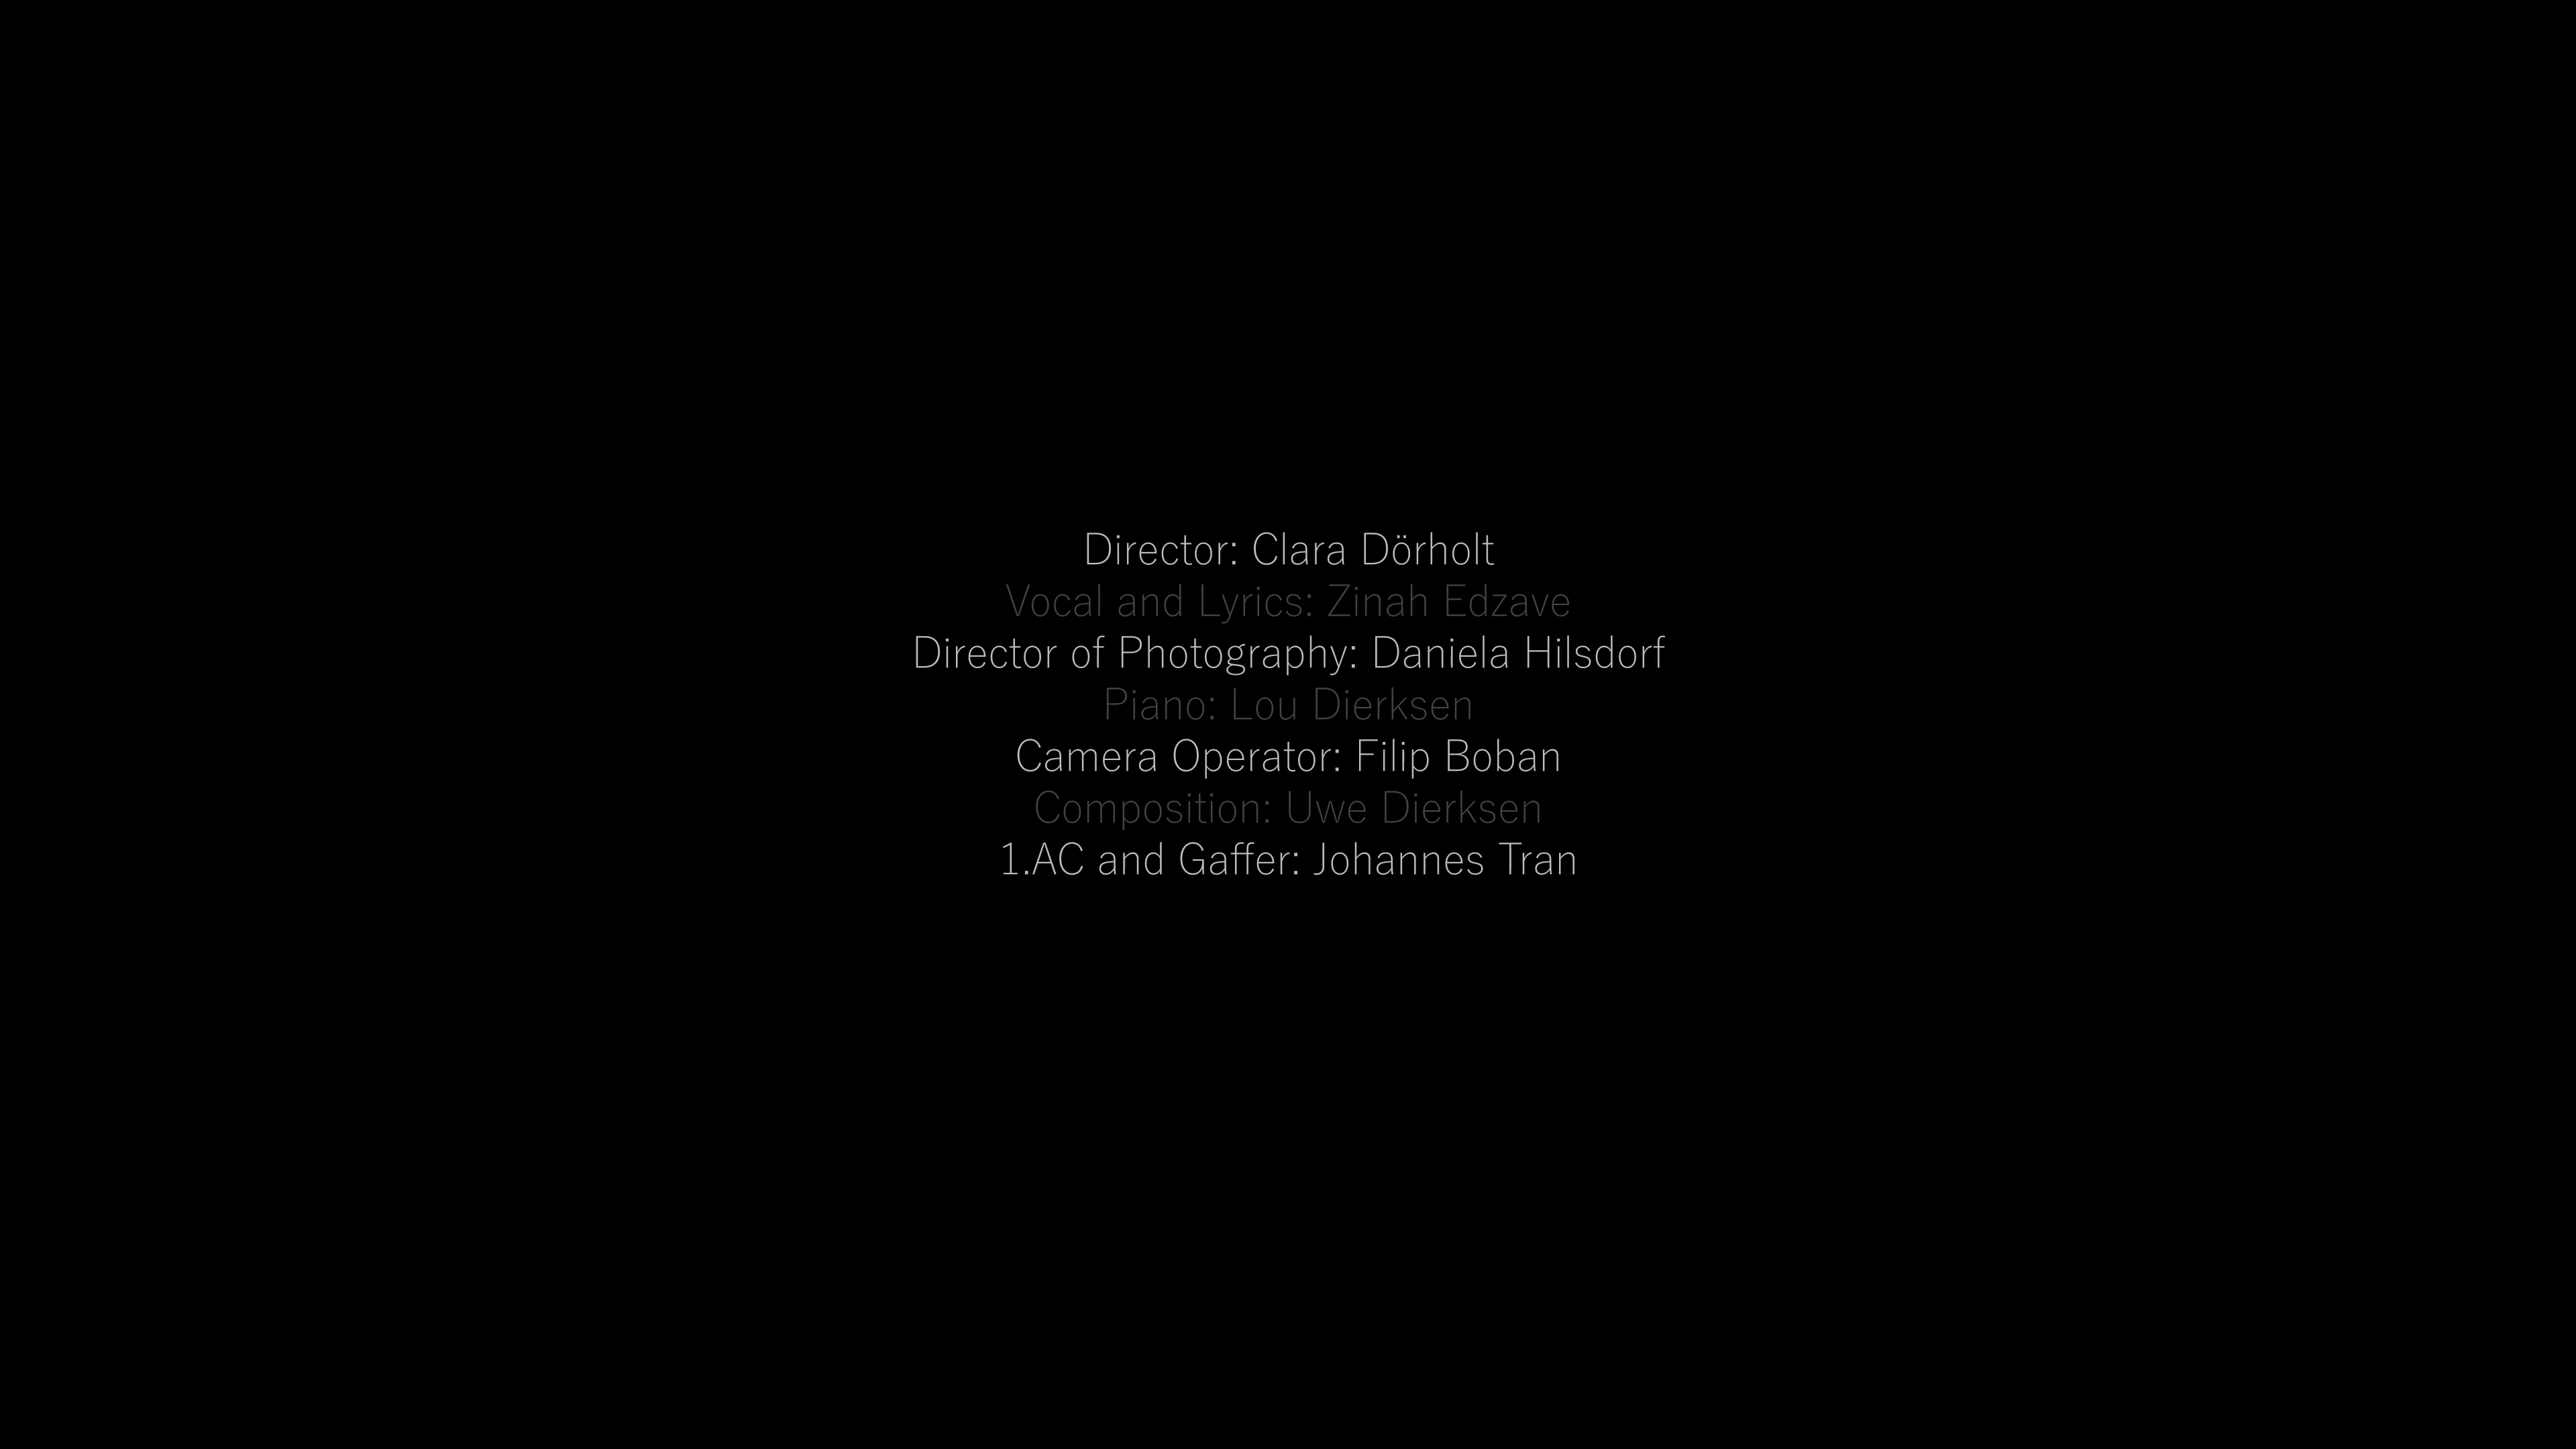 Director: Clara Dörholt
Vocal and Lyrics: Zinah Edzave
Director of Photography: Daniela Hilsdorf
Piano: Lou Dierksen
Camera Operator: Filip Boban
Composition: Uwe Dierksen
1.AC and Gaffer: Johannes Tran